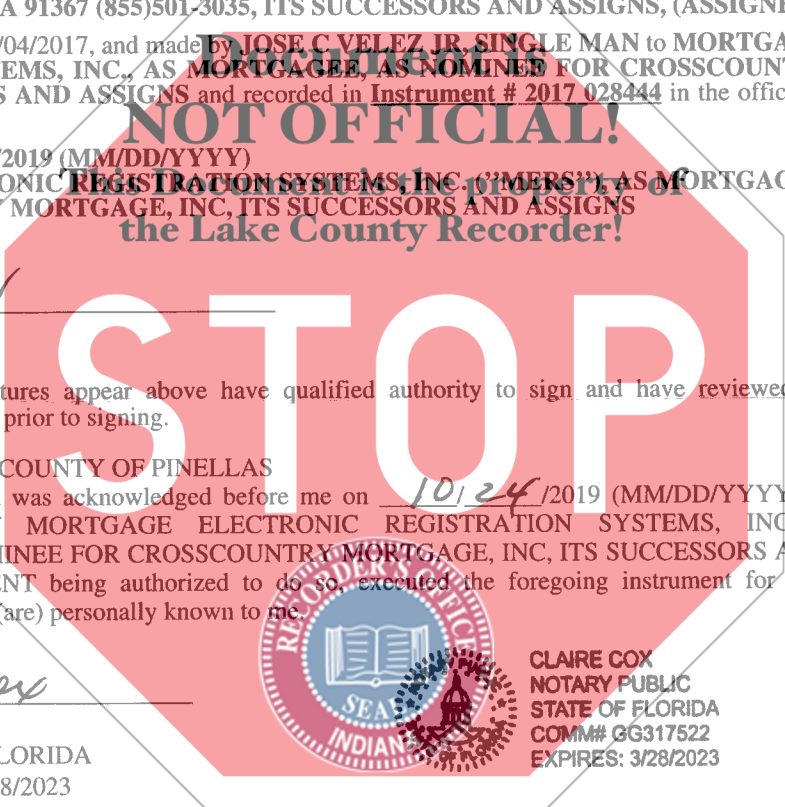 A 91367 (855)501-3035, ITS SUCCESSORS AND ASSIGNS, (ASSIGNE
/04/2017, and made by JOSE C VELEZ JR, SINGLE MAN to MORTGA
TEMS, INC., AS MORTGAGEE, AS NOMINEE FOR CROSSCOUNT
S AND ASSIGNS and recorded in Instrument # 2017 028444 in the offic
Document is
NOT OFFICIAL!
This Document is the property of
the Lake County Recorder!
/2019 (MM/DD/YYYY)
ONIC REGISTRATION SYSTEMS, INC. ("MERS"), AS MORTGAG
MORTGAGE, INC, ITS SUCCESSORS AND ASSIGNS
STOP
tures appear above have qualified authority to sign and have reviewed
prior to signing.
COUNTY OF PINELLAS
was acknowledged before me on 10/24/2019 (MM/DD/YYYY
MORTGAGE ELECTRONIC REGISTRATION SYSTEMS, INC
MINEE FOR CROSSCOUNTRY MORTGAGE, INC, ITS SUCCESSORS A
ENT being authorized to do so, executed the foregoing instrument for
(are) personally known to me.
RECORDER'S OFFICE
SEAL
INDIANA
CLAIRE COX
NOTARY PUBLIC
STATE OF FLORIDA
COMM# GG317522
EXPIRES: 3/28/2023
LORIDA
8/2023